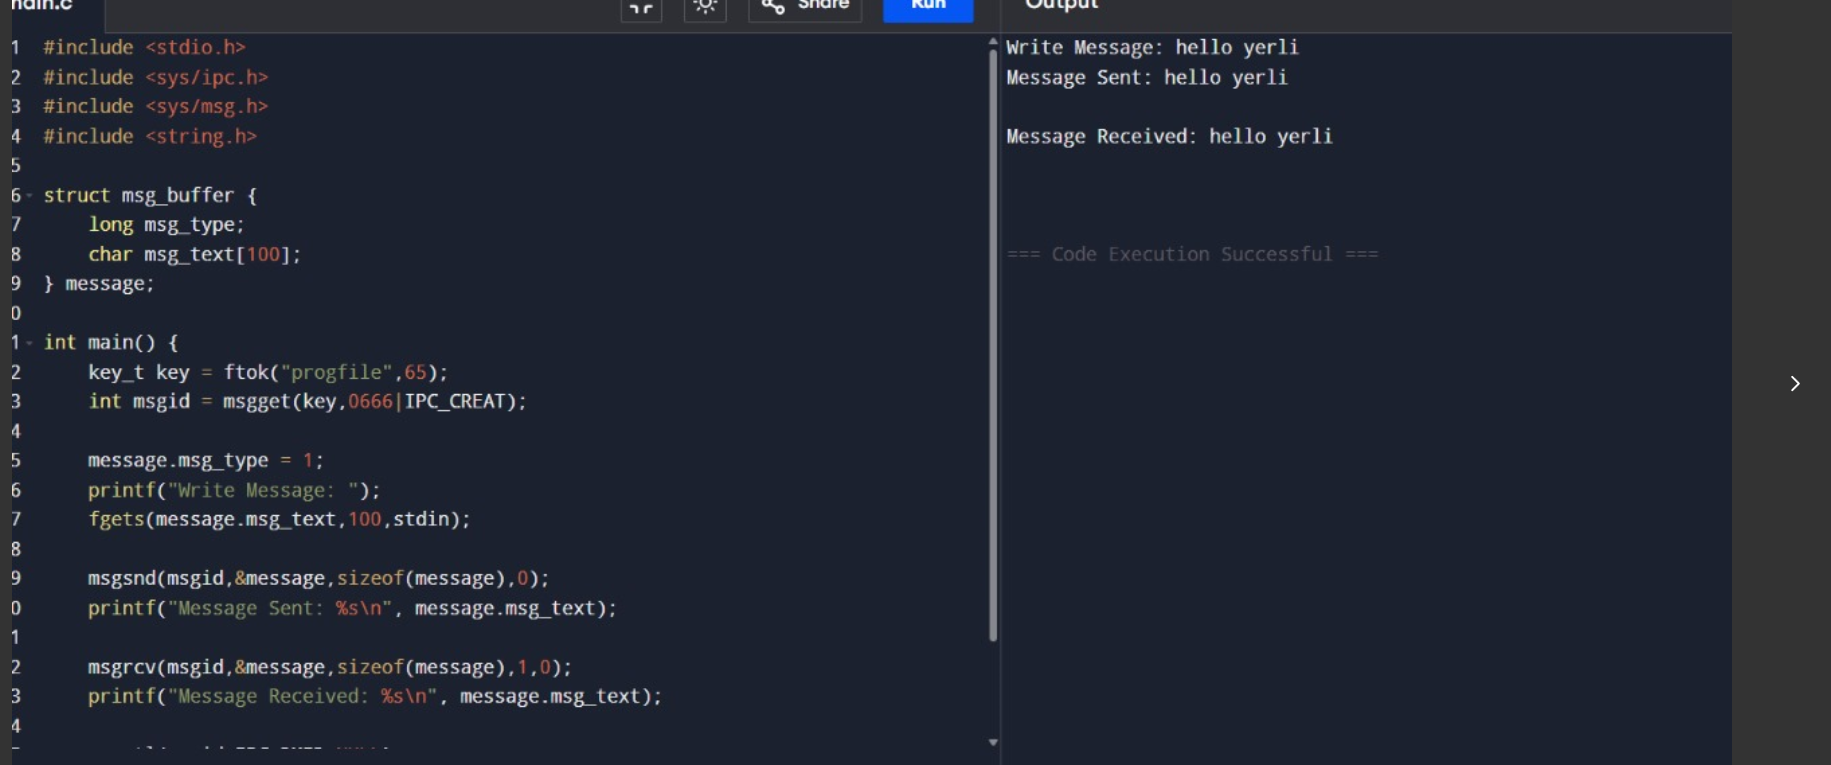 main.c
Share
Run
Output
1 #include <stdio.h>
2 #include <sys/ipc.h>
3 #include <sys/msg.h>
4 #include <string.h>
5
6 struct msg_buffer {
7 long msg_type;
8 char msg_text[100];
9 } message;
0
1 int main() {
2 key_t key = ftok("progfile",65);
3 int msgid = msgget(key,0666|IPC_CREAT);
4
5 message.msg_type = 1;
6 printf("Write Message: ");
7 fgets(message.msg_text,100,stdin);
8
9 msgsnd(msgid,&message,sizeof(message),0);
0 printf("Message Sent: %s\n", message.msg_text);
1
2 msgrcv(msgid,&message,sizeof(message),1,0);
3 printf("Message Received: %s\n", message.msg_text);
4
Write Message: hello yerli
Message Sent: hello yerli
Message Received: hello yerli
=== Code Execution Successful ===